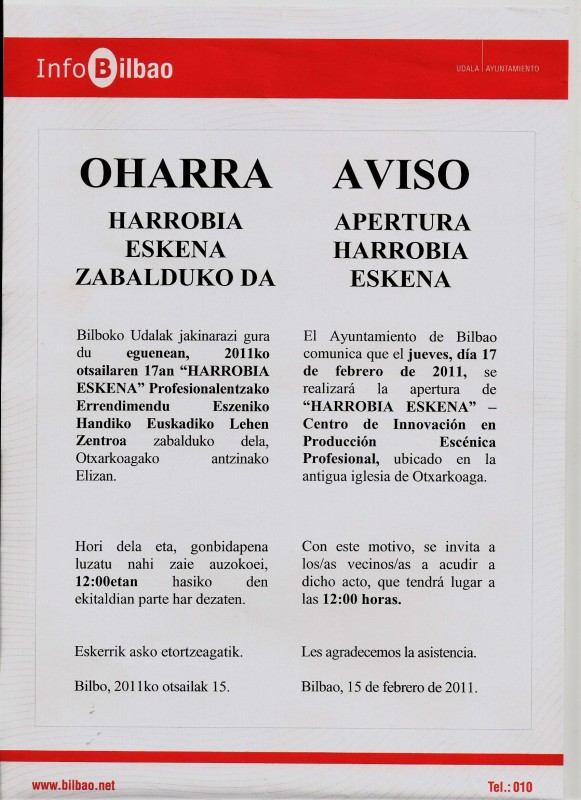 InfoBilbao
UDALA | AYUNTAMIENTO
OHARRA
HARROBIA
ESKENA
ZABALDUKO DA
Bilboko Udalak jakinarazi gura
du eguenean, 2011ko
otsailaren 17an “HARROBIA
ESKENA” Profesionalentzako
Errendimendu Eszeniko
Handiko Euskadiko Lehen
Zentroa zabalduko dela,
Otxarkoagako antzinako
Elizan.
Hori dela eta, gonbidapena
luzatu nahi zaie auzokoei,
12:00etan hasiko den
ekitaldian parte har dezaten.
Eskerrik asko etortzeagatik.
Bilbo, 2011ko otsailak 15.
AVISO
APERTURA
HARROBIA
ESKENA
El Ayuntamiento de Bilbao
comunica que el jueves, día 17
de febrero de 2011, se
realizará la apertura de
“HARROBIA ESKENA” –
Centro de Innovación en
Producción Escénica
Profesional, ubicado en la
antigua iglesia de Otxarkoaga.
Con este motivo, se invita a
los/as vecinos/as a acudir a
dicho acto, que tendrá lugar a
las 12:00 horas.
Les agradecemos la asistencia.
Bilbao, 15 de febrero de 2011.
www.bilbao.net
Tel.: 010